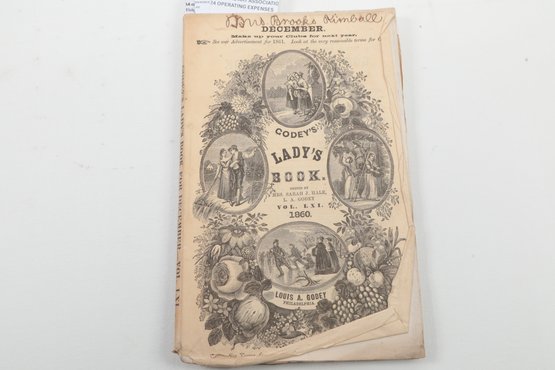 ZA OPERATING EXPENSES
Mrs Brooks Kimball
DECEMBER.
Make up your Clubs for next year.
See our Advertisement for 1861. Look at the very reasonable terms for
GODEY'S
LADY'S
BOOK.
EDITED BY
MRS. SARAH J. HALE,
L. A. GODEY
VOL. LXI.
1860.
LOUIS A. GODEY
PHILADELPHIA.